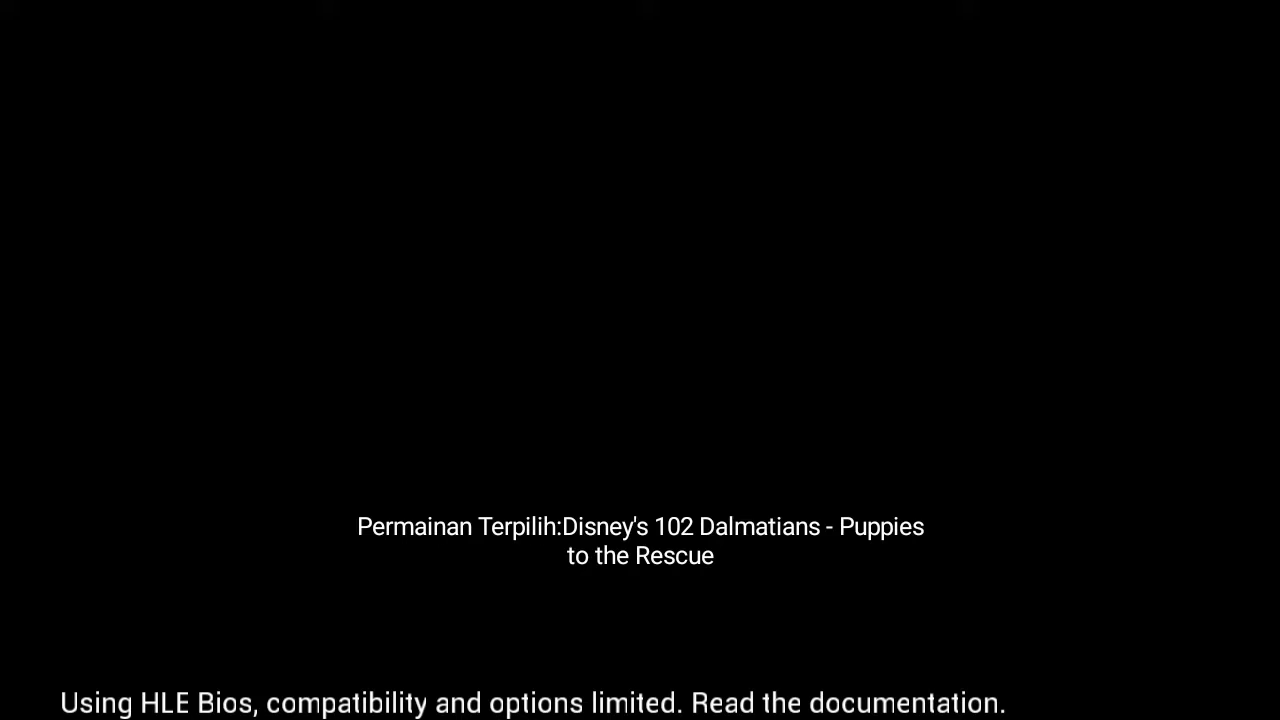 Permainan Terpilih:Disney's 102 Dalmatians - Puppies
to the Rescue
Using HLE Bios, compatibility and options limited. Read the documentation.